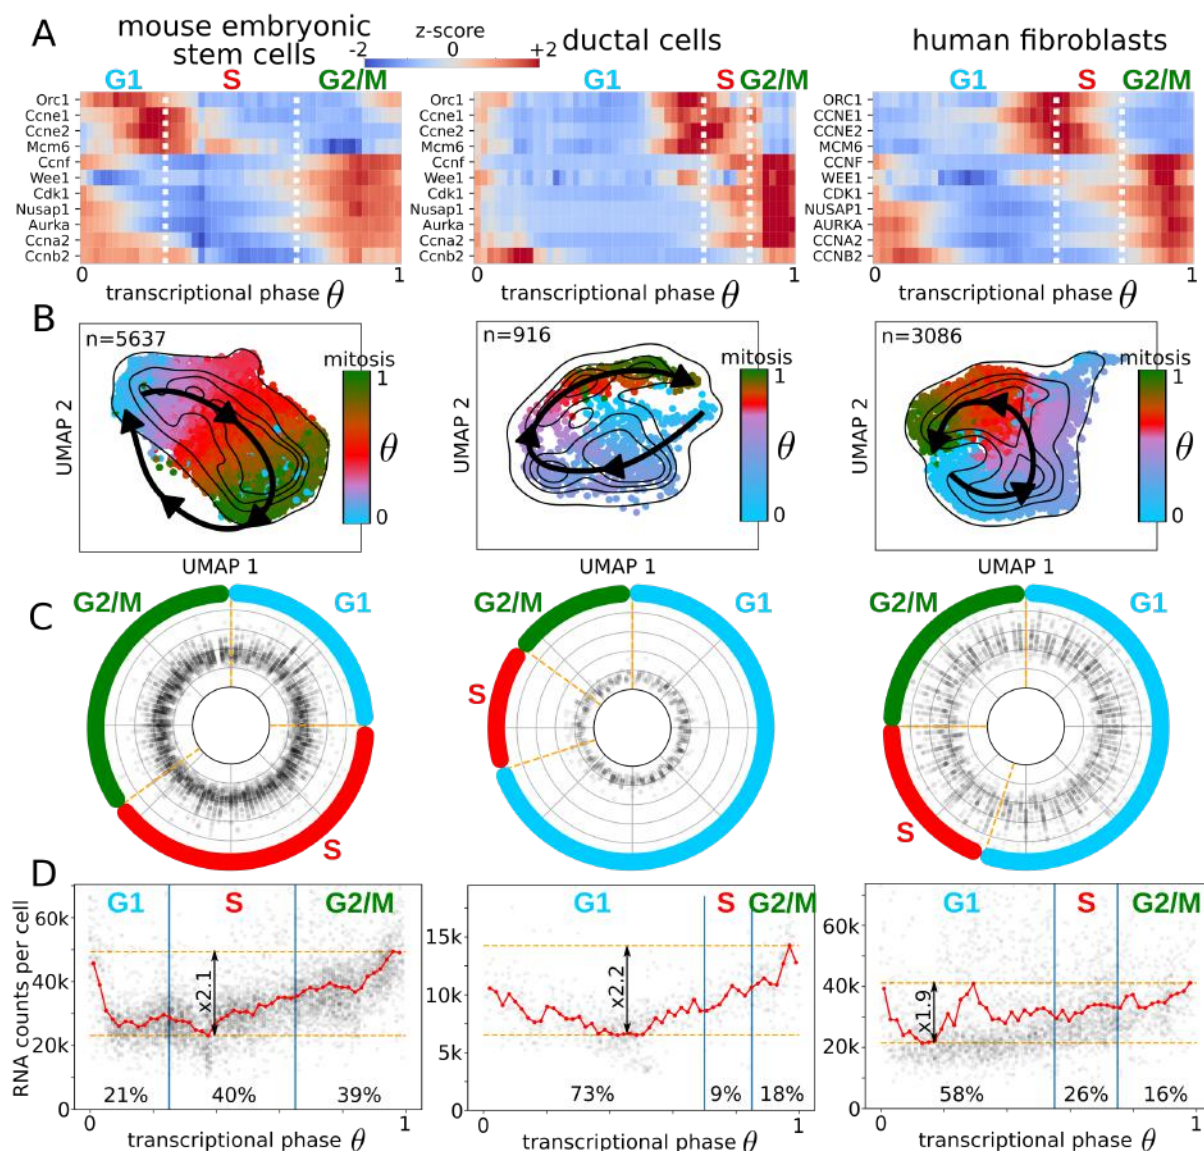 A
mouse embryonic
stem cells
z-score
-2 0 +2
ductal cells
human fibroblasts
G1 S G2/M
G1 S G2/M
G1 S G2/M
Orc1
Ccne1
Ccne2
Mcm6
Ccnf
Wee1
Cdk1
Nusap1
Aurka
Ccna2
Ccnb2
0 1
transcriptional phase θ
Orc1
Ccne1
Ccne2
Mcm6
Ccnf
Wee1
Cdk1
Nusap1
Aurka
Ccna2
Ccnb2
0 1
transcriptional phase θ
ORC1
CCNE1
CCNE2
MCM6
CCNF
WEE1
CDK1
NUSAP1
AURKA
CCNA2
CCNB2
0 1
transcriptional phase θ
B
n=5637
mitosis
1
θ
0
UMAP 2
UMAP 1
n=916
mitosis
1
θ
0
UMAP 2
UMAP 1
n=3086
mitosis
1
θ
0
UMAP 2
UMAP 1
C
G2/M G1
S
G2/M G1
S
G2/M G1
S
D
RNA counts per cell
60k
40k
20k
0
G1 S G2/M
x2.1
21% 40% 39%
0 1
transcriptional phase θ
15k
10k
5k
0
G1 S G2/M
x2.2
73% 9% 18%
0 1
transcriptional phase θ
60k
40k
20k
0
G1 S G2/M
x1.9
58% 26% 16%
0 1
transcriptional phase θ